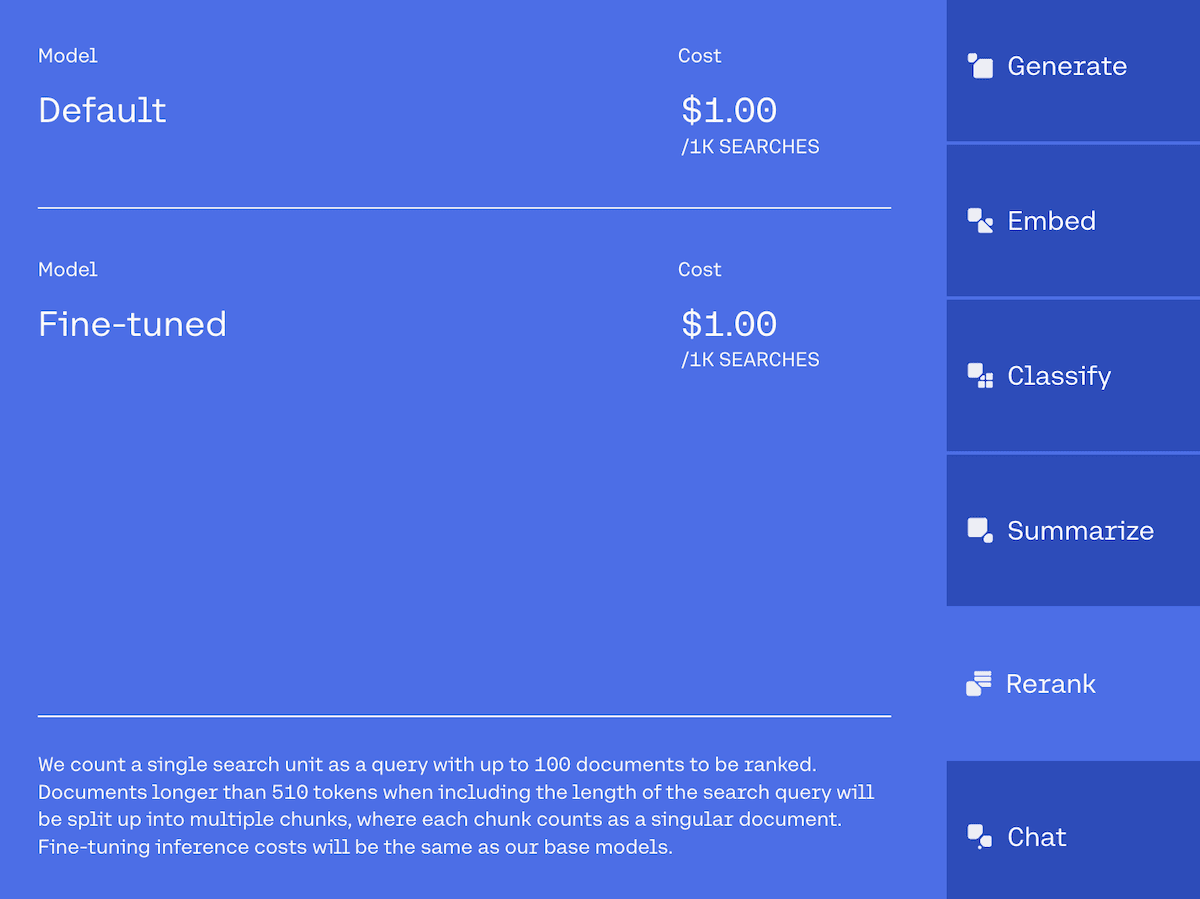 Model
Cost
Default
$1.00
/1K SEARCHES
Model
Cost
Fine-tuned
$1.00
/1K SEARCHES
We count a single search unit as a query with up to 100 documents to be ranked.
Documents longer than 510 tokens when including the length of the search query will
be split up into multiple chunks, where each chunk counts as a singular document.
Fine-tuning inference costs will be the same as our base models.
Generate
Embed
Classify
Summarize
Rerank
Chat